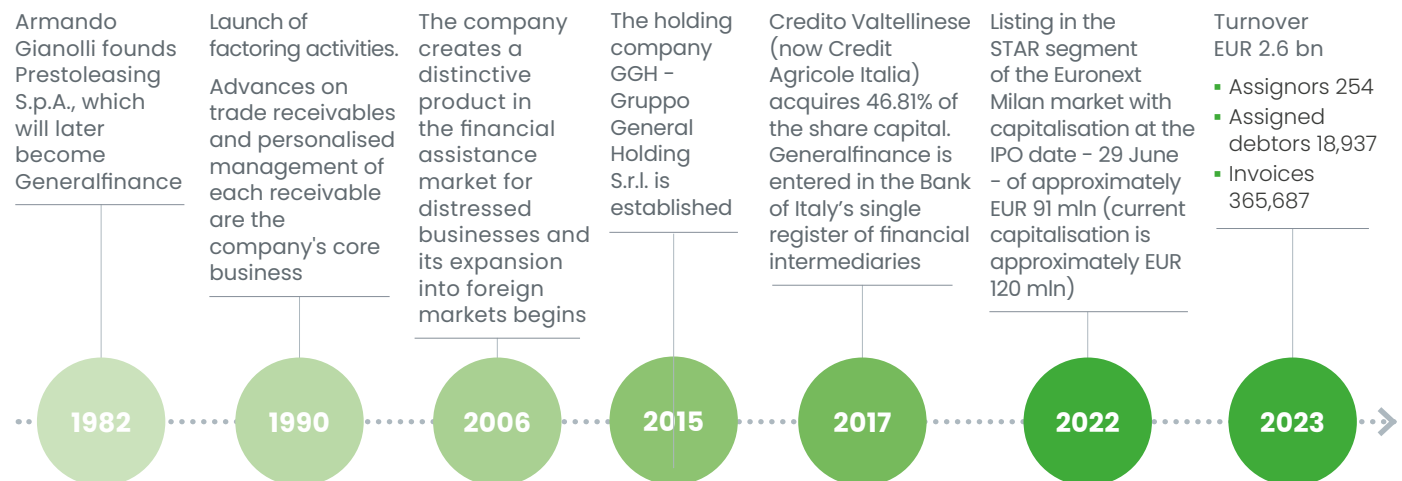 Armando
Gianolli founds
Prestoleasing
S.p.A., which
will later
become
Generalfinance
Launch of
factoring activities.
Advances on
trade receivables
and personalised
management of
each receivable
are the
company's core
business
The company
creates a
distinctive
product in
the financial
assistance
market for
distressed
businesses and
its expansion
into foreign
markets begins
The holding
company
GGH -
Gruppo
General
Holding
S.r.l. is
established
Credito Valtellinese
(now Credit
Agricole Italia)
acquires 46.81% of
the share capital.
Generalfinance is
entered in the Bank
of Italy’s single
register of financial
intermediaries
Listing in the
STAR segment
of the Euronext
Milan market with
capitalisation at the
IPO date - 29 June
- of approximately
EUR 91 mln (current
capitalisation is
approximately EUR
120 mln)
Turnover
EUR 2.6 bn
▪ Assignors 254
▪ Assigned
debtors 18,937
▪ Invoices
365,687
1982
1990
2006
2015
2017
2022
2023